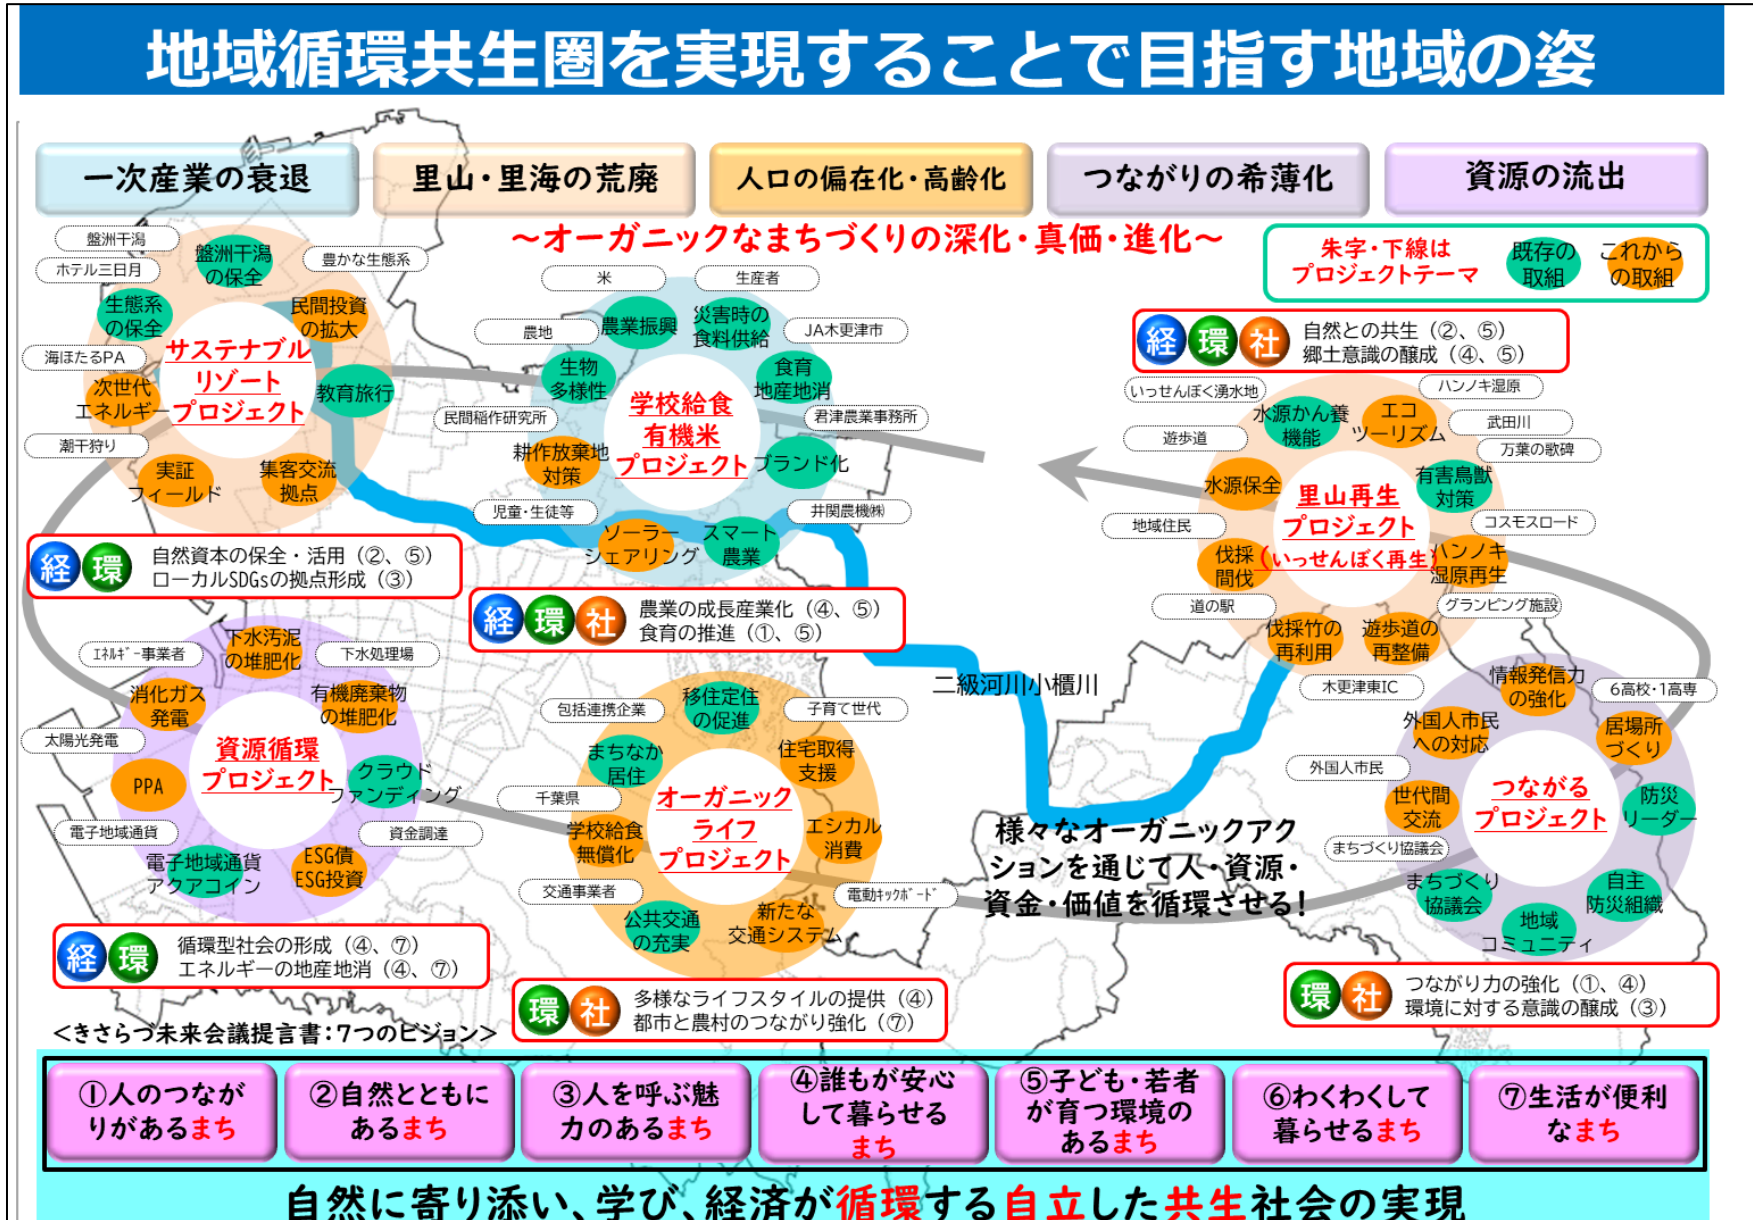 地域循環共生圏を実現することで目指す地域の姿
一次産業の衰退
里山・里海の荒廃
人口の偏在化・高齢化
つながりの希薄化
資源の流出
～オーガニックなまちづくりの深化・真価・進化～
朱字・下線は
プロジェクトテーマ
既存の
取組
これから
の取組
盤洲干潟
ホテル三日月
盤洲干潟
の保全
豊かな生態系
生態系
の保全
民間投資
の拡大
海ほたるPA
サステナブル
リゾート
プロジェクト
次世代
エネルギー
教育旅行
潮干狩り
実証
フィールド
集客交流
拠点
経
環
自然資本の保全・活用（②、⑤）
ローカルSDGsの拠点形成（③）
米
生産者
農地
農業振興
災害時の
食料供給
JA木更津市
生物
多様性
食育
地産地消
民間稲作研究所
君津農業事務所
学校給食
有機米
プロジェクト
耕作放棄地
対策
ブランド化
児童・生徒等
井関農機㈱
ソーラー
シェアリング
スマート
農業
経
環
社
農業の成長産業化（④、⑤）
食育の推進（①、⑤）
経
環
社
自然との共生（②、⑤）
郷土意識の醸成（④、⑤）
いっせんぼく湧水地
ハンノキ湿原
水源かん養
機能
エコ
ツーリズム
武田川
遊歩道
万葉の歌碑
水源保全
有害鳥獣
対策
里山再生
プロジェクト
(いっせんぼく再生)
地域住民
コスモスロード
伐採
間伐
ハンノキ
湿原再生
道の駅
グランピング施設
伐採竹の
再利用
遊歩道の
再整備
木更津東IC
二級河川小櫃川
ｴﾈﾙｷﾞｰ事業者
下水汚泥
の堆肥化
下水処理場
消化ガス
発電
有機廃棄物
の堆肥化
太陽光発電
資源循環
プロジェクト
PPA
クラウド
ファンディング
電子地域通貨
資金調達
電子地域通貨
アクアコイン
ESG債
ESG投資
経
環
循環型社会の形成（④、⑦）
エネルギーの地産地消（④、⑦）
包括連携企業
移住定住
の促進
子育て世代
まちなか
居住
住宅取得
支援
千葉県
オーガニック
ライフ
プロジェクト
学校給食
無償化
エシカル
消費
交通事業者
電動ｷｯｸﾎﾞｰﾄﾞ
公共交通
の充実
新たな
交通システム
環
社
多様なライフスタイルの提供（④）
都市と農村のつながり強化（⑦）
様々なオーガニックアク
ションを通じて人・資源・
資金・価値を循環させる！
情報発信力
の強化
6高校・1高専
外国人市民
への対応
居場所
づくり
外国人市民
つながる
プロジェクト
世代間
交流
防災
リーダー
まちづくり協議会
まちづくり
協議会
自主
防災組織
地域
コミュニティ
環
社
つながり力の強化（①、④）
環境に対する意識の醸成（③）
＜きさらづ未来会議提言書：7つのビジョン＞
①人のつなが
りがあるまち
②自然とともに
あるまち
③人を呼ぶ魅
力のあるまち
④誰もが安心
して暮らせる
まち
⑤子ども・若者
が育つ環境の
あるまち
⑥わくわくして
暮らせるまち
⑦生活が便利
なまち
自然に寄り添い、学び、経済が循環する自立した共生社会の実現